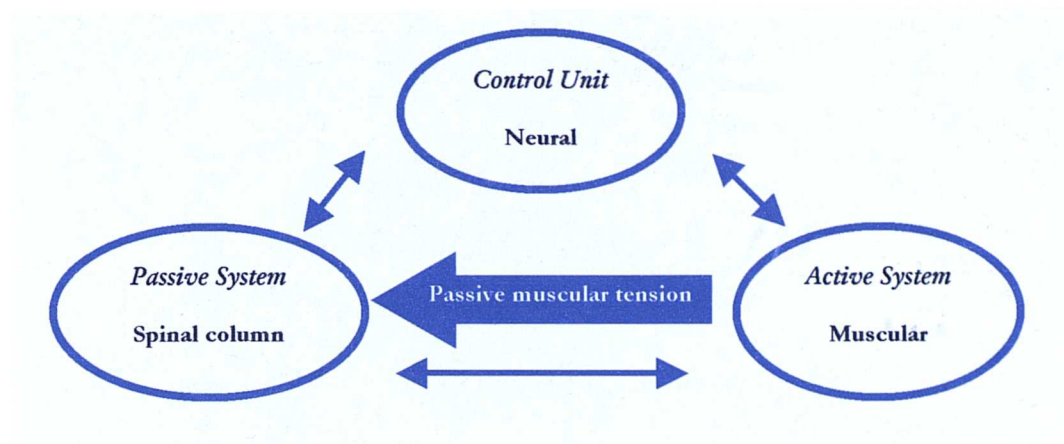 Control Unit
Neural
Passive System
Spinal column
Passive muscular tension
Active System
Muscular